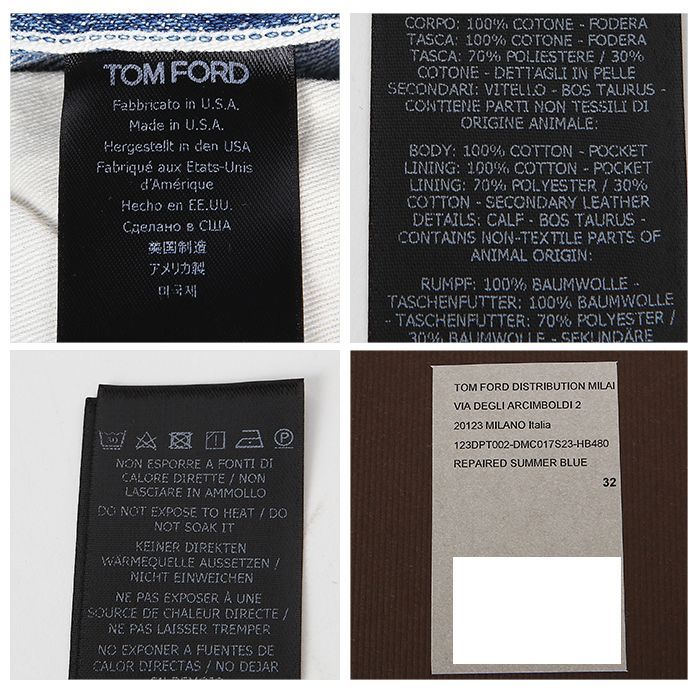 TOM FORD
Fabbricato in U.S.A.
Made in U.S.A.
Hergestellt in den USA
Fabriqué aux Etats-Unis
d'Amérique
Hecho en EE.UU.
Сделано в США
美国制造
アメリカ製
미국제
CORPO: 100% COTONE - FODERA
TASCA: 100% COTONE - FODERA
TASCA: 70% POLIESTERE / 30%
COTONE - DETTAGLI IN PELLE
SECONDARI: VITELLO - BOS TAURUS -
CONTIENE PARTI NON TESSILI DI
ORIGINE ANIMALE:
BODY: 100% COTTON - POCKET
LINING: 100% COTTON - POCKET
LINING: 70% POLYESTER / 30%
COTTON - SECONDARY LEATHER
DETAILS: CALF - BOS TAURUS -
CONTAINS NON-TEXTILE PARTS OF
ANIMAL ORIGIN:
RUMPF: 100% BAUMWOLLE -
TASCHENFUTTER: 100% BAUMWOLLE
- TASCHENFUTTER: 70% POLYESTER /
30% BAUMWOLLE - SEKUNDÄRE
NON ESPORRE A FONTI DI
CALORE DIRETTE / NON
LASCIARE IN AMMOLLO
DO NOT EXPOSE TO HEAT / DO
NOT SOAK IT
KEINER DIREKTEN
WÄRMEQUELLE AUSSETZEN /
NICHT EINWEICHEN
NE PAS EXPOSER À UNE
SOURCE DE CHALEUR DIRECTE /
NE PAS LAISSER TREMPER
NO EXPONER A FUENTES DE
CALOR DIRECTAS / NO DEJAR
TOM FORD DISTRIBUTION MILAI
VIA DEGLI ARCIMBOLDI 2
20123 MILANO Italia
123DPT002-DMC017S23-HB480
REPAIRED SUMMER BLUE
32